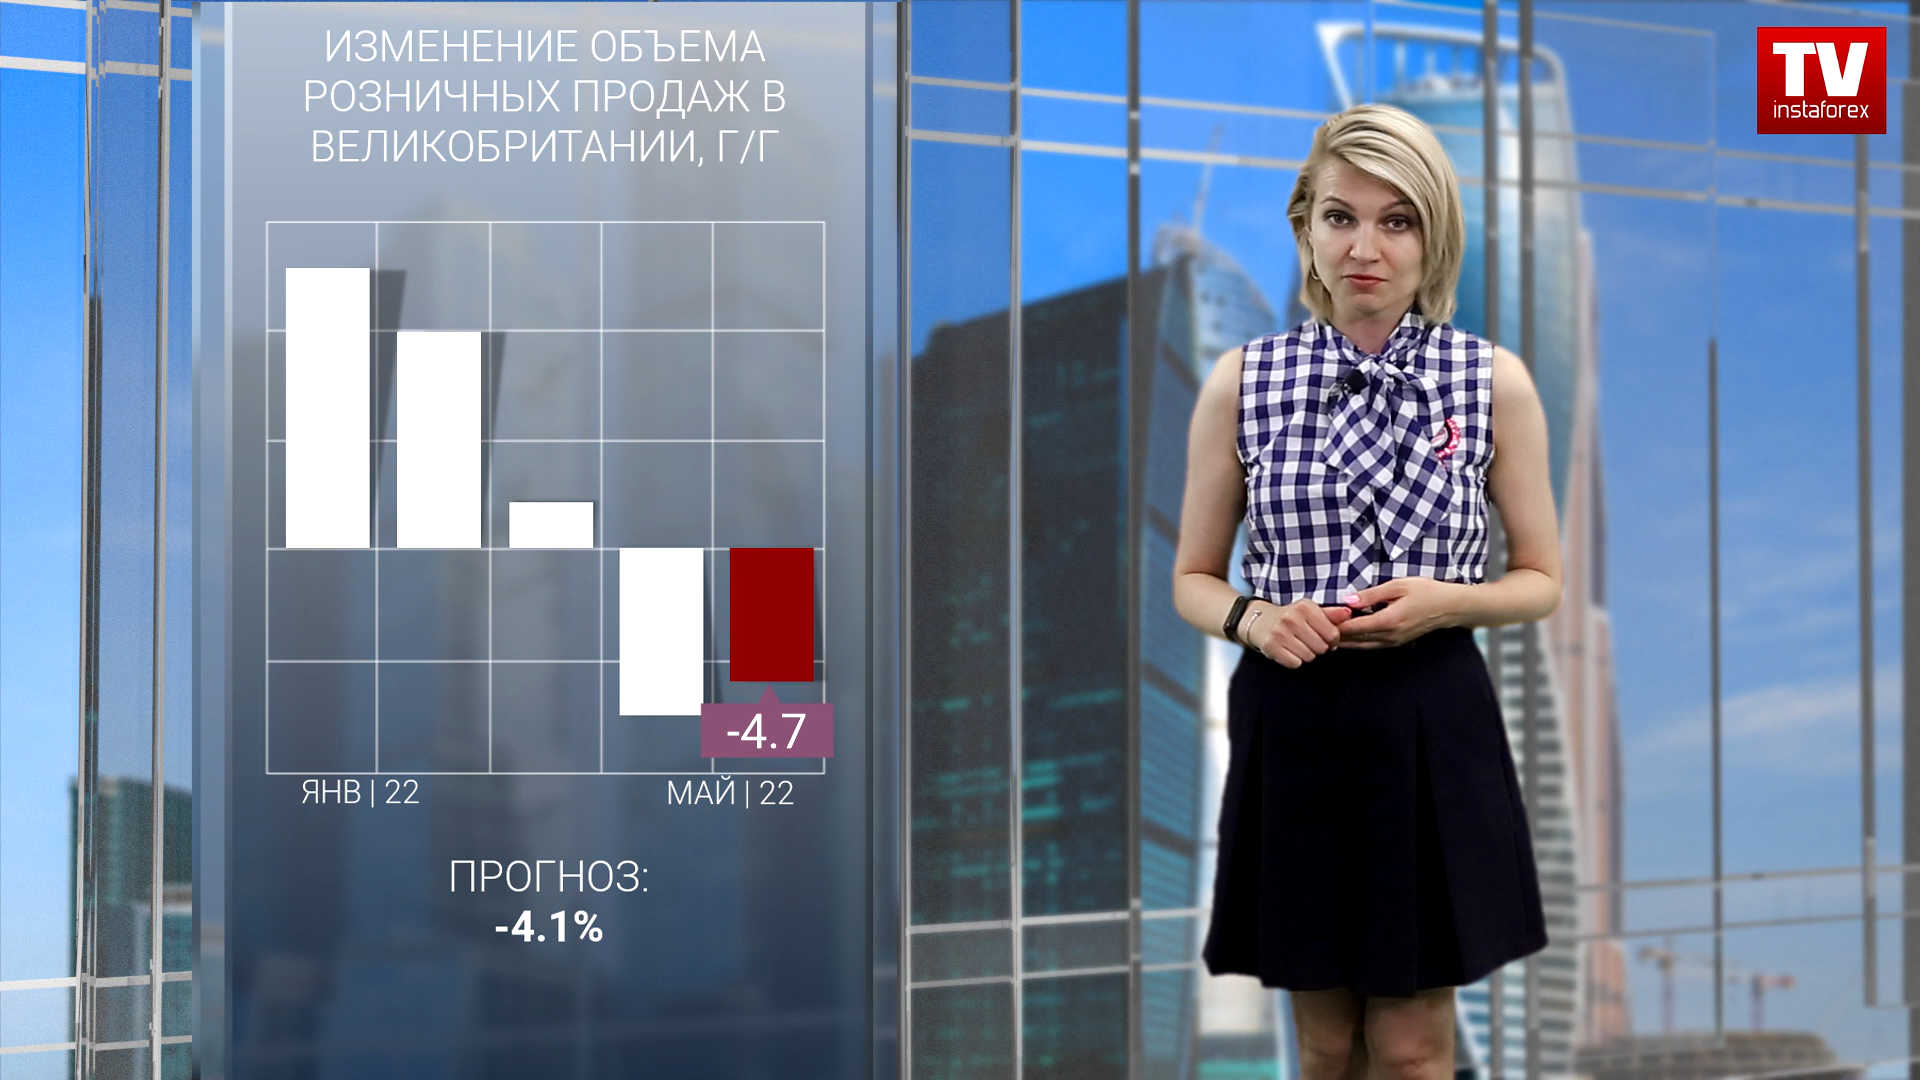 ИЗМЕНЕНИЕ ОБЪЕМА
РОЗНИЧНЫХ ПРОДАЖ В
ВЕЛИКОБРИТАНИИ, Г/Г
-4.7
ЯНВ | 22
МАЙ | 22
ПРОГНОЗ:
-4.1%
TV
instaforex